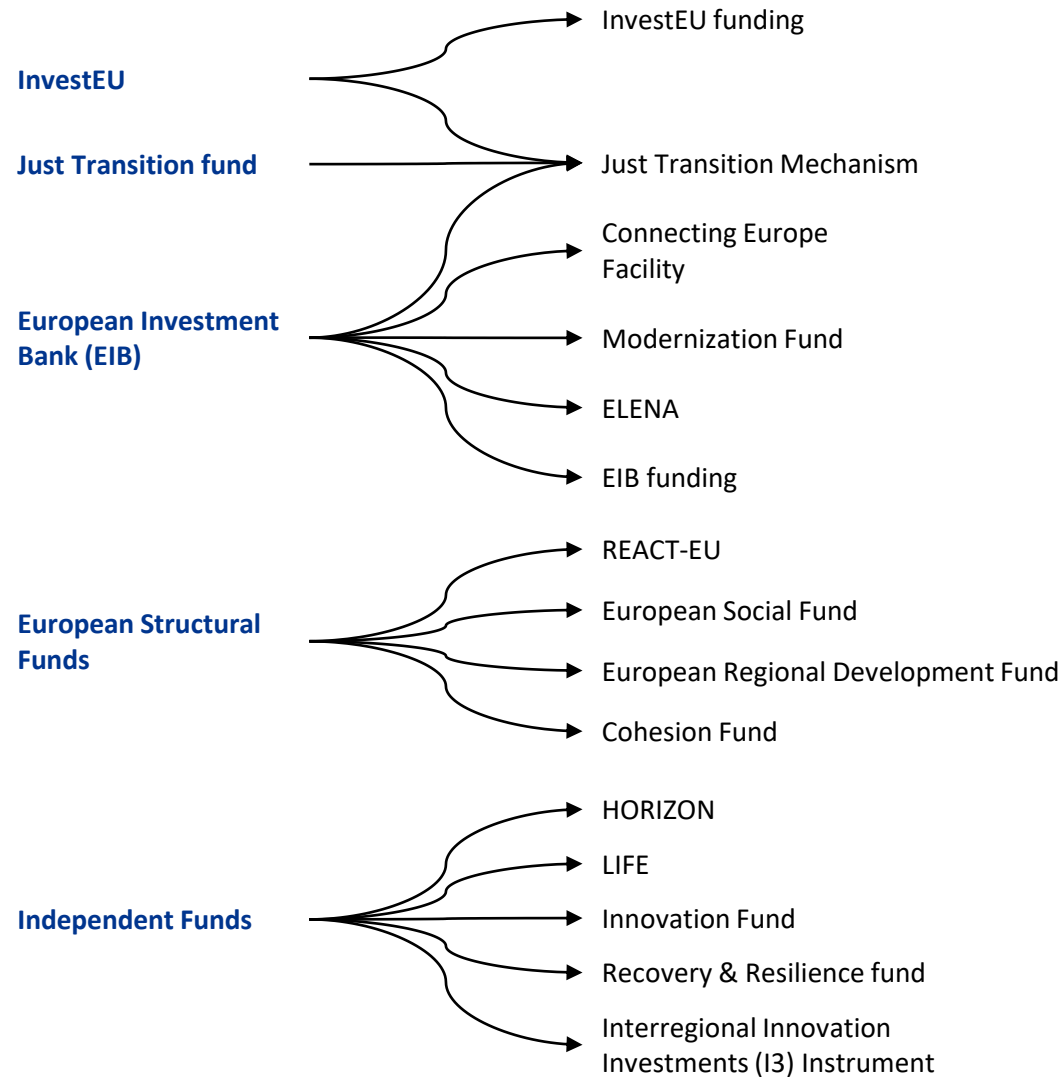 InvestEU funding
InvestEU
Just Transition fund
Just Transition Mechanism
Connecting Europe
Facility
European Investment
Bank (EIB)
Modernization Fund
ELENA
EIB funding
REACT-EU
European Structural
Funds
European Social Fund
European Regional Development Fund
Cohesion Fund
HORIZON
LIFE
Independent Funds
Innovation Fund
Recovery & Resilience fund
Interregional Innovation
Investments (I3) Instrument